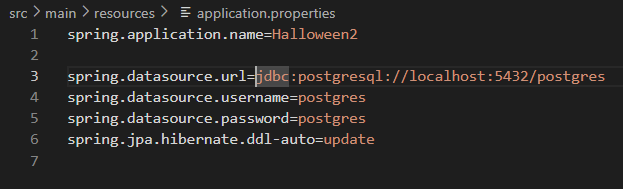 src > main > resources > application.properties
1 spring.application.name=Halloween2
2
3 spring.datasource.url=jdbc:postgresql://localhost:5432/postgres
4 spring.datasource.username=postgres
5 spring.datasource.password=postgres
6 spring.jpa.hibernate.ddl-auto=update
7